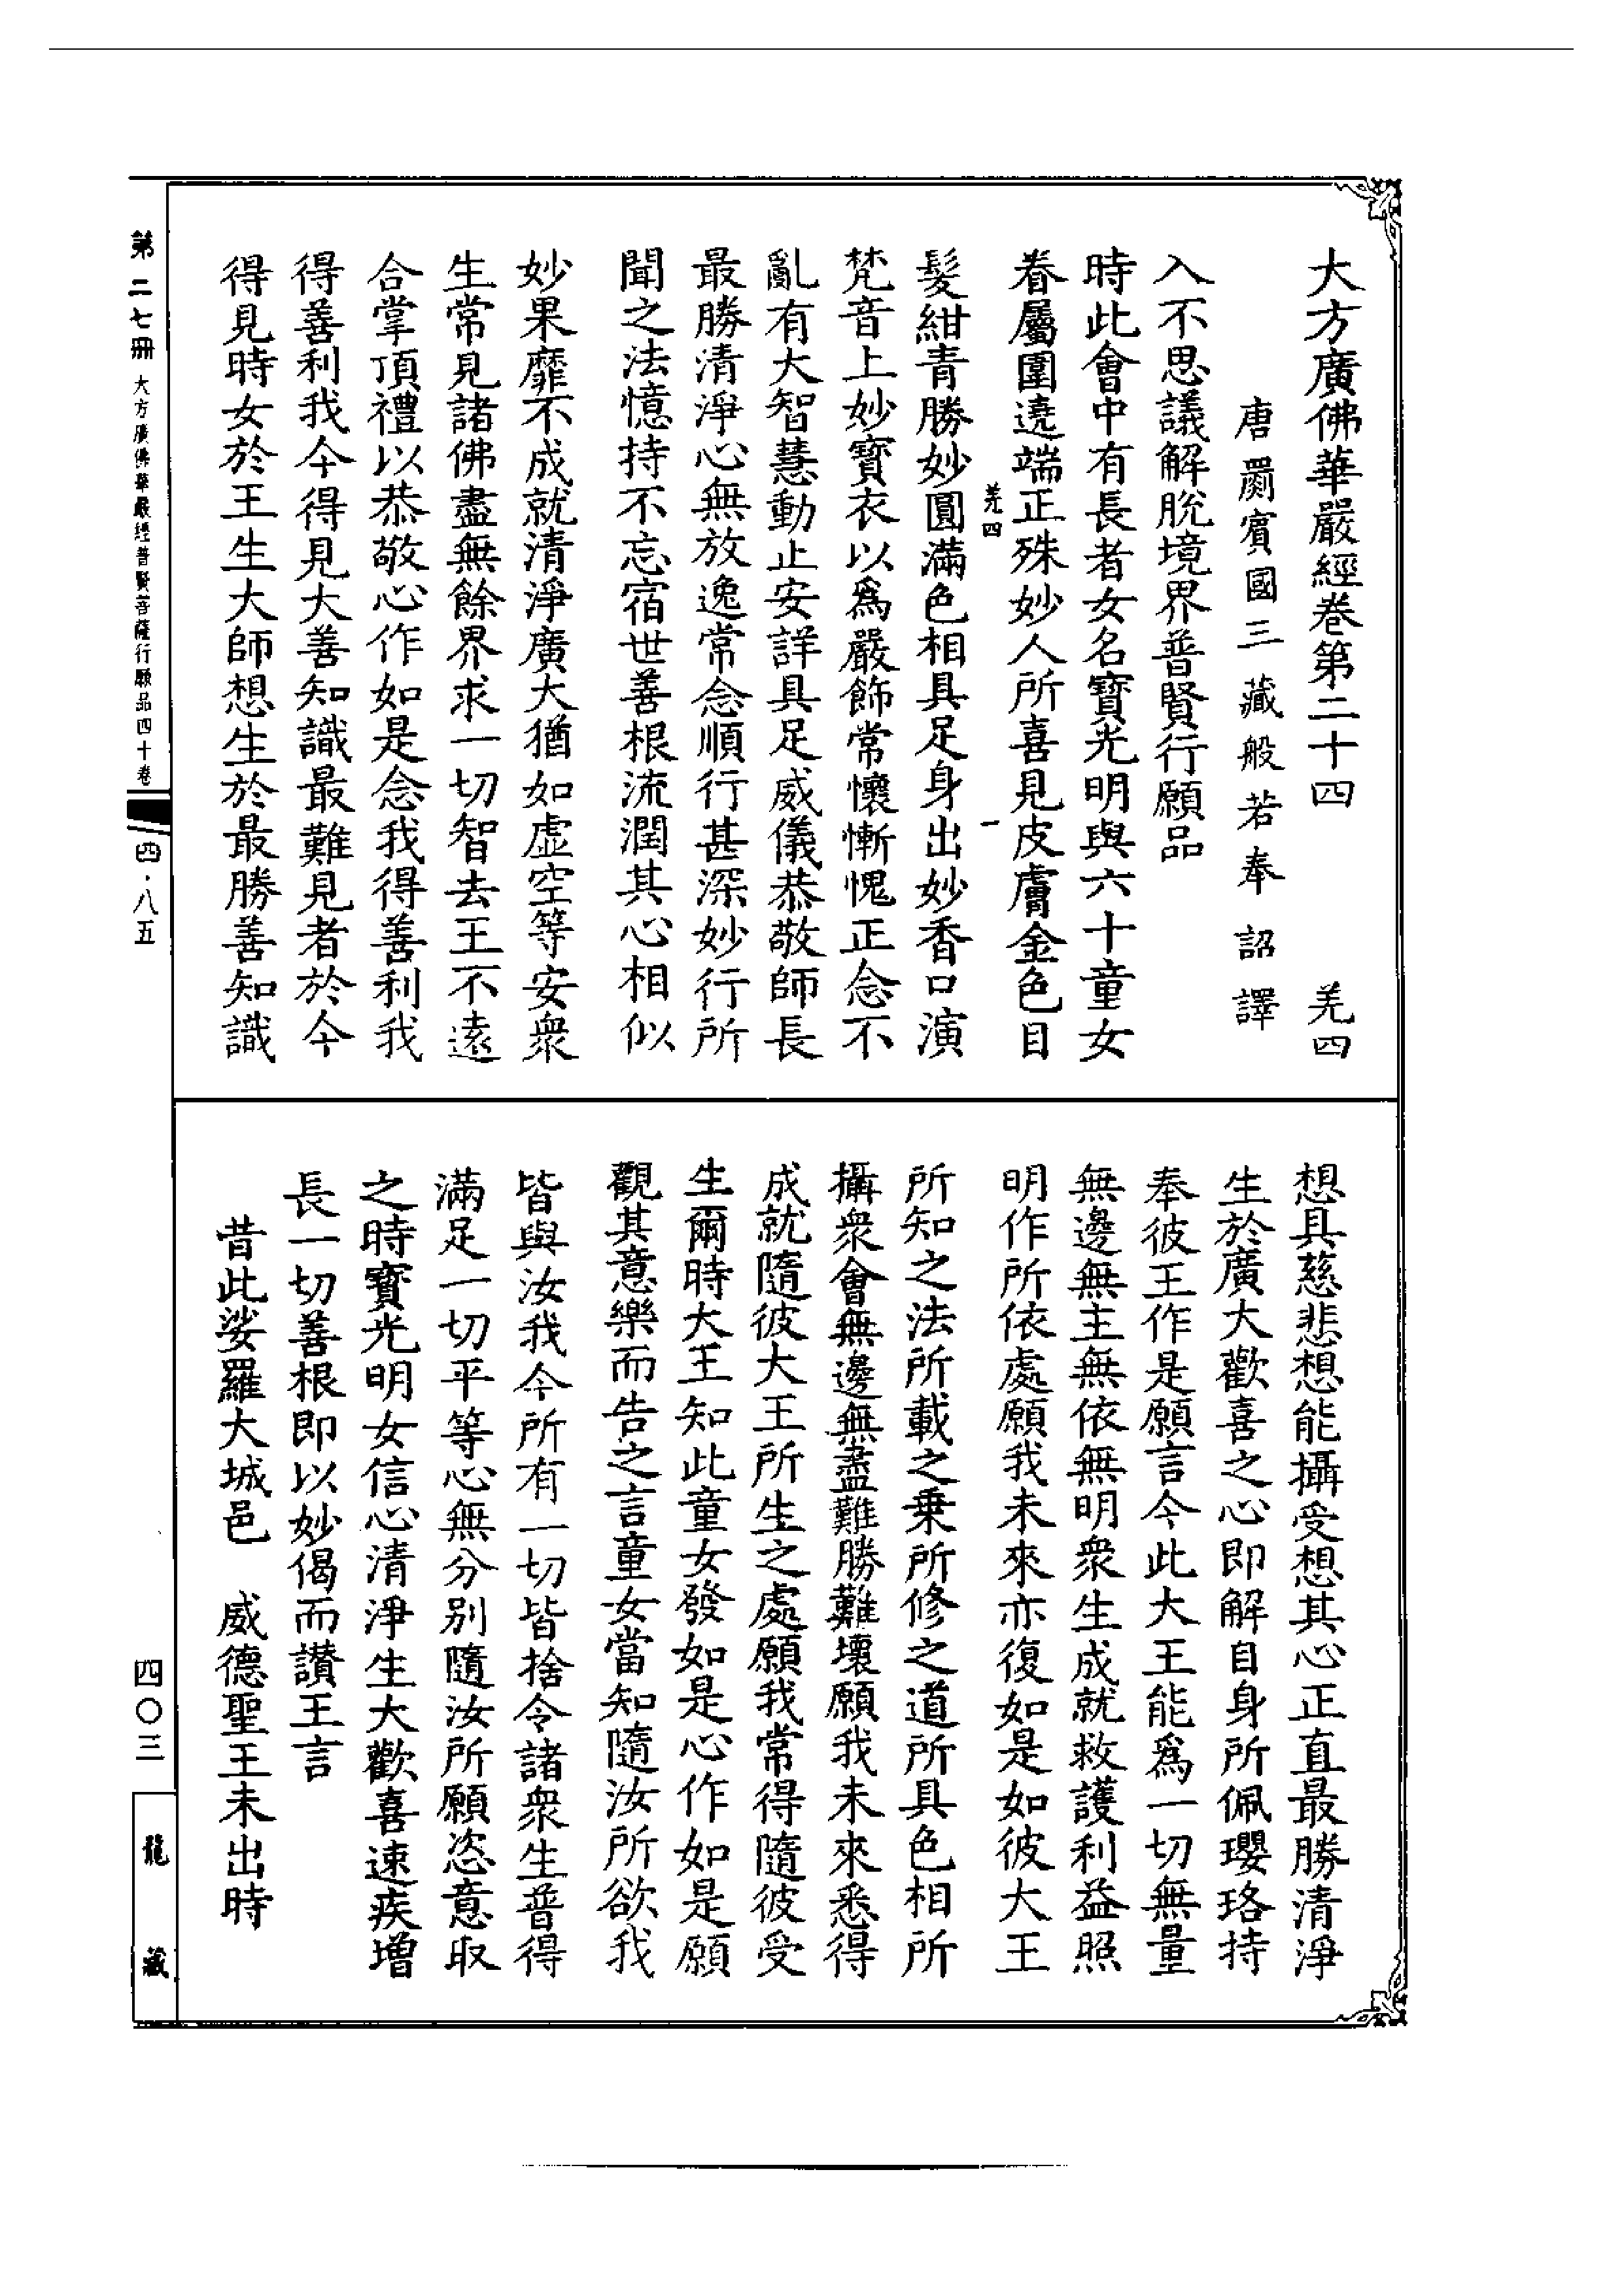 大方廣佛華嚴經卷第二十四　羌四
唐罽賓國三藏般若奉　詔譯
入不思議解脫境界普賢行願品
時此會中有長者女名寶光明與六十童女
眷屬圍遶端正殊妙人所喜見皮膚金色目
羌四　一
髮紺青勝妙圓滿色相具足身出妙香口演
梵音上妙寶衣以爲嚴飾常懷慚愧正念不
亂有大智慧動止安詳具足威儀恭敬師長
最勝清淨心無放逸常念順行甚深妙行所
聞之法憶持不忘宿世善根流潤其心相似
妙果靡不成就清淨廣大猶如虛空等安衆
生常見諸佛盡無餘界求一切智去王不遠
合掌頂禮以恭敬心作如是念我得善利我
得善利我今得見大善知識最難見者於今
得見時女於王生大師想生於最勝善知識
想具慈悲想能攝受想其心正直最勝清淨
生於廣大歡喜之心即解自身所佩瓔珞持
奉彼王作是願言今此大王能爲一切無量
無邊無主無依無明衆生成就救護利益照
明作所依處願我未來亦復如是如彼大王
所知之法所載之乗所修之道所具色相所
攝衆會無邊無盡難勝難壞願我未來悉得
成就隨彼大王所生之處願我常得隨彼受
生爾時大王知此童女發如是心作如是願
觀其意樂而告之言童女當知隨汝所欲我
皆與汝我今所有一切皆捨令諸衆生普得
滿足一切平等心無分別隨汝所願恣意取
之時寶光明女信心清淨生大歡喜速疾增
長一切善根即以妙偈而讚王言
昔此娑羅大城邑　威德聖王未出時
第二七冊　大方廣佛華嚴經普賢菩薩行願品四十卷
四・八五
四〇三
龍藏